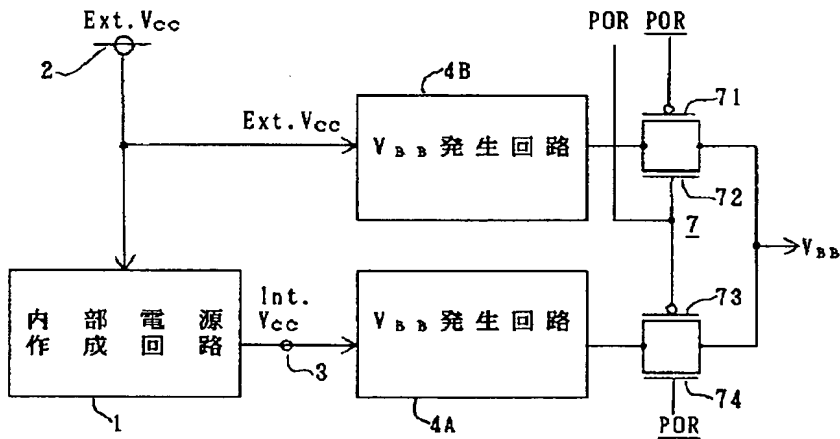 Ext.Vcc
2
POR
POR
4B
71
Ext.Vcc
VBB発生回路
72
7
VBB
内部電源
作成回路
Int.
Vcc
VBB発生回路
73
3
1
4A
74
POR